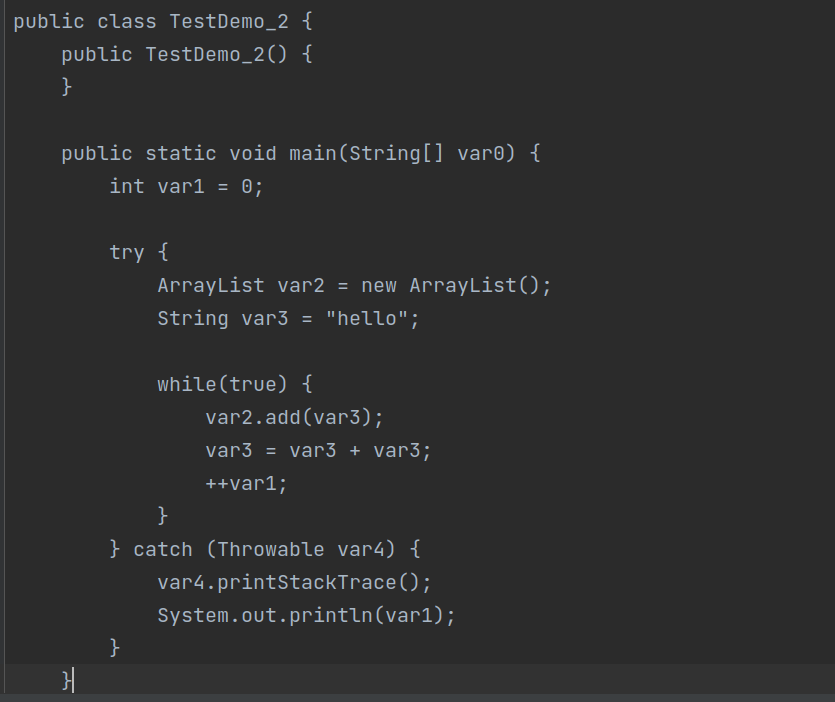 public class TestDemo_2 {
    public TestDemo_2() {
    }

    public static void main(String[] var0) {
        int var1 = 0;

        try {
            ArrayList var2 = new ArrayList();
            String var3 = "hello";

            while(true) {
                var2.add(var3);
                var3 = var3 + var3;
                ++var1;
            }
        } catch (Throwable var4) {
            var4.printStackTrace();
            System.out.println(var1);
        }
    }